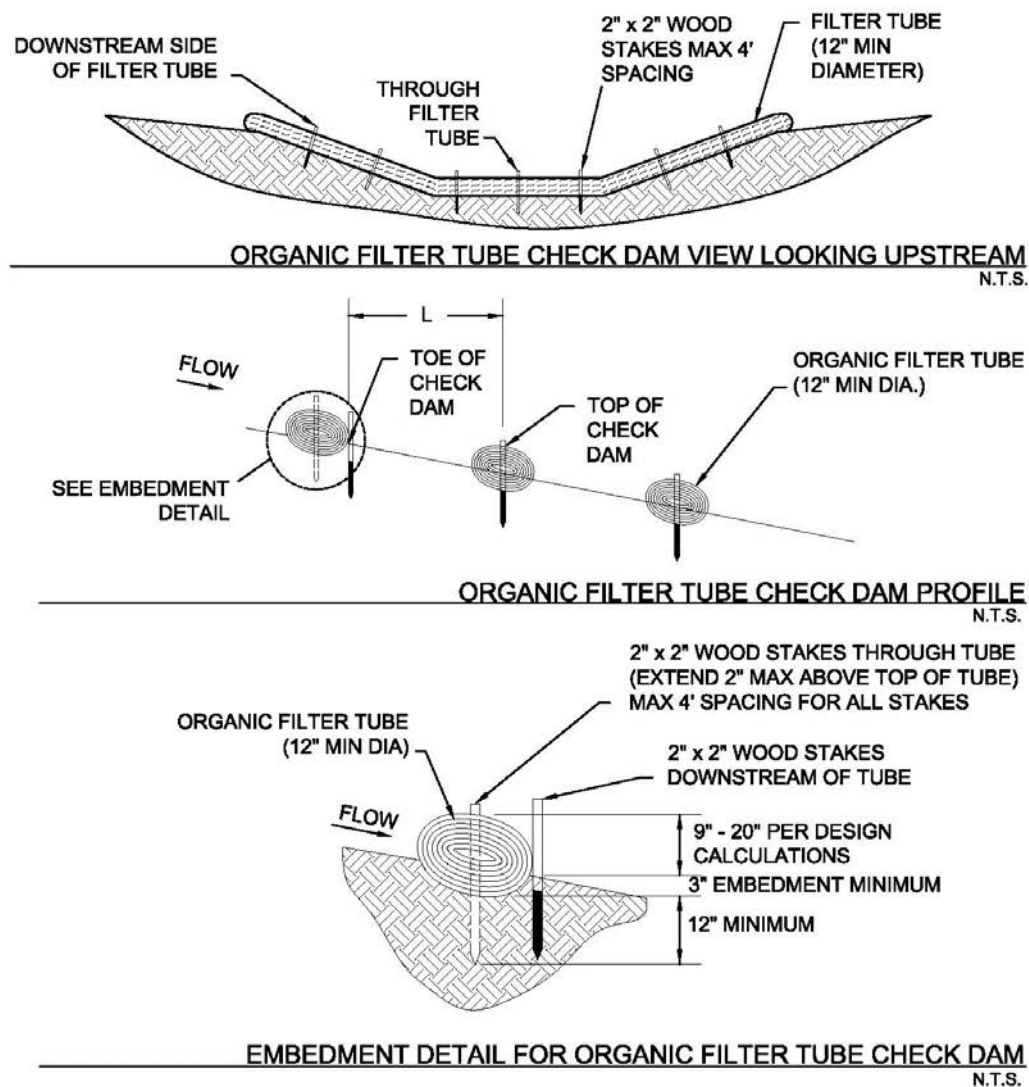 DOWNSTREAM SIDE
OF FILTER TUBE
THROUGH
FILTER
TUBE
2" x 2" WOOD
STAKES MAX 4'
SPACING
FILTER TUBE
(12" MIN
DIAMETER)
ORGANIC FILTER TUBE CHECK DAM VIEW LOOKING UPSTREAM
N.T.S.
L
FLOW
TOE OF
CHECK
DAM
TOP OF
CHECK
DAM
ORGANIC FILTER TUBE
(12" MIN DIA.)
SEE EMBEDMENT
DETAIL
ORGANIC FILTER TUBE CHECK DAM PROFILE
N.T.S.
2" x 2" WOOD STAKES THROUGH TUBE
(EXTEND 2" MAX ABOVE TOP OF TUBE)
MAX 4' SPACING FOR ALL STAKES
ORGANIC FILTER TUBE
(12" MIN DIA)
2" x 2" WOOD STAKES
DOWNSTREAM OF TUBE
FLOW
9" - 20" PER DESIGN
CALCULATIONS
3" EMBEDMENT MINIMUM
12" MINIMUM
EMBEDMENT DETAIL FOR ORGANIC FILTER TUBE CHECK DAM
N.T.S.